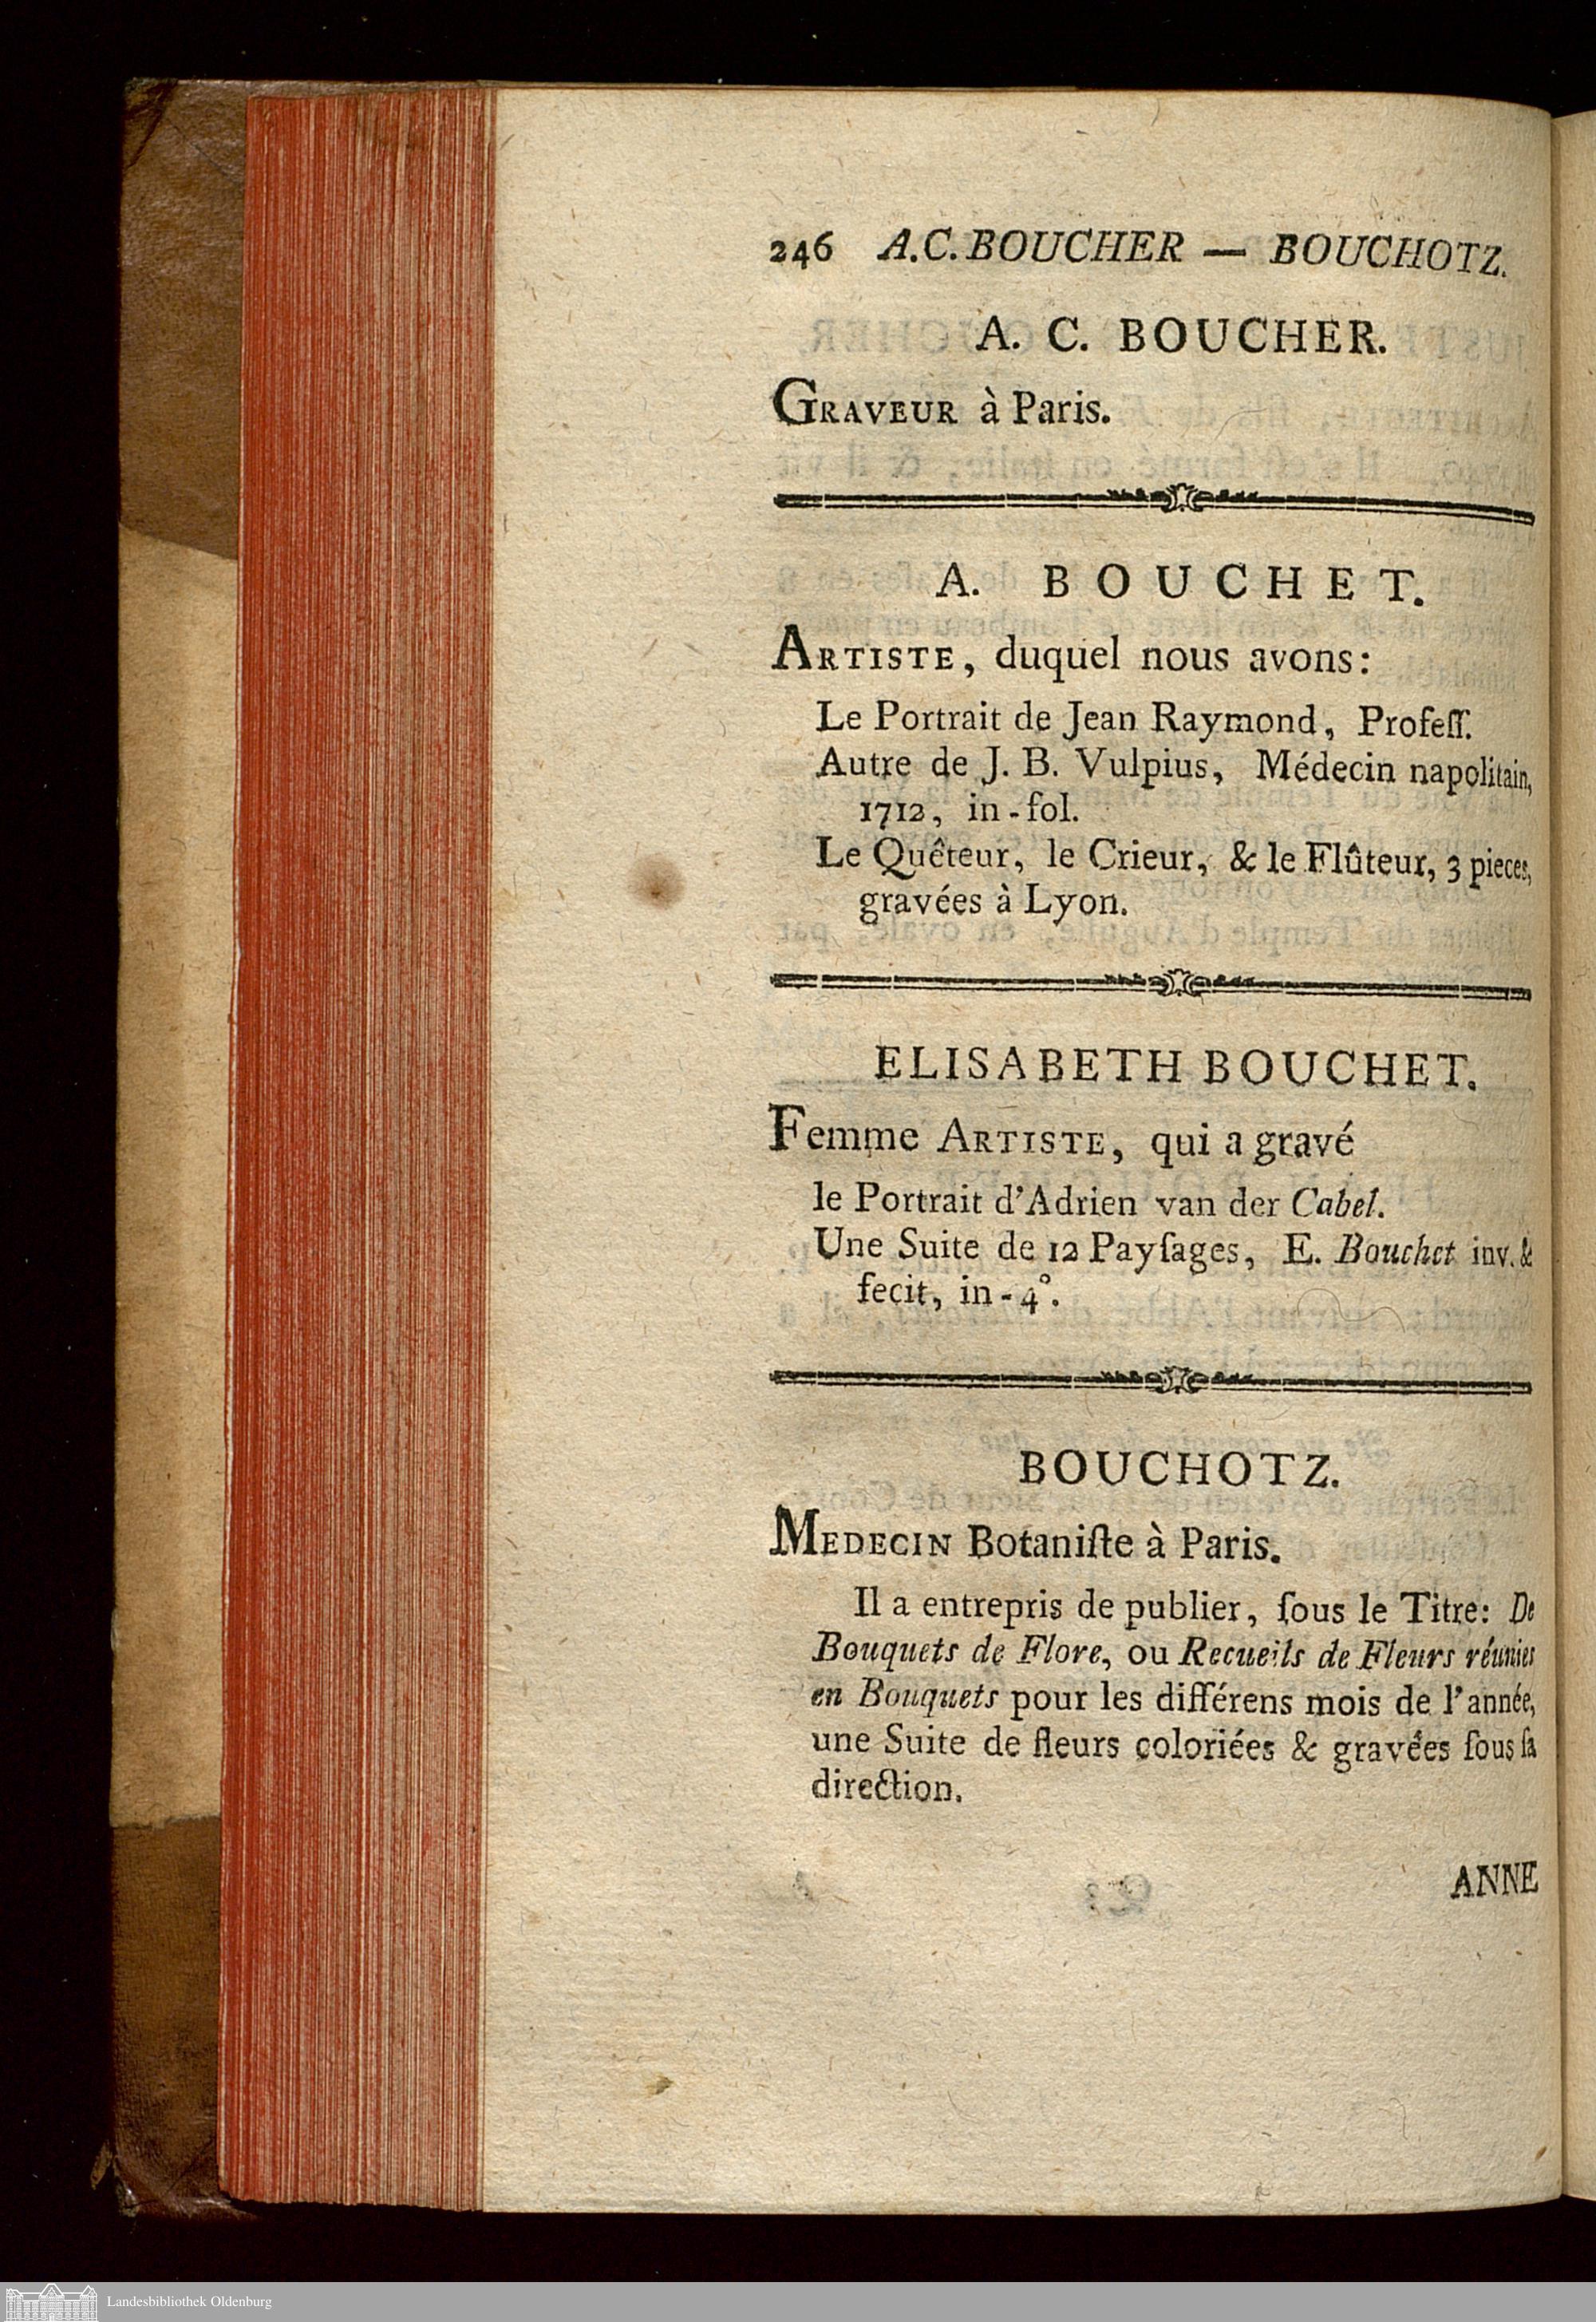 246 A.C. BOUCHER — BOUCHOTZ.
A. C. BOUCHER.
GRAVEUR à Paris.
A. BOUCHET.
ARTISTE, duquel nous avons:
Le Portrait de Jean Raymond, Profeſſ.
Autre de J. B. Vulpius, Médecin napolitain,
1712, in-fol.
Le Quêteur, le Crieur, & le Flûteur, 3 pieces,
gravées à Lyon.
ELISABETH BOUCHET.
Femme ARTISTE, qui a gravé
le Portrait d'Adrien van der Cabel.
Une Suite de 12 Payſages, E. Bouchet inv. &
fecit, in-4°.
BOUCHOTZ.
MEDECIN Botaniſte à Paris.
Il a entrepris de publier, ſous le Titre: De
Bouquets de Flore, ou Recueils de Fleurs réunies
en Bouquets pour les différens mois de l'année,
une Suite de fleurs coloriées & gravées ſous ſa
direction.
ANNE
Landesbibliothek Oldenburg